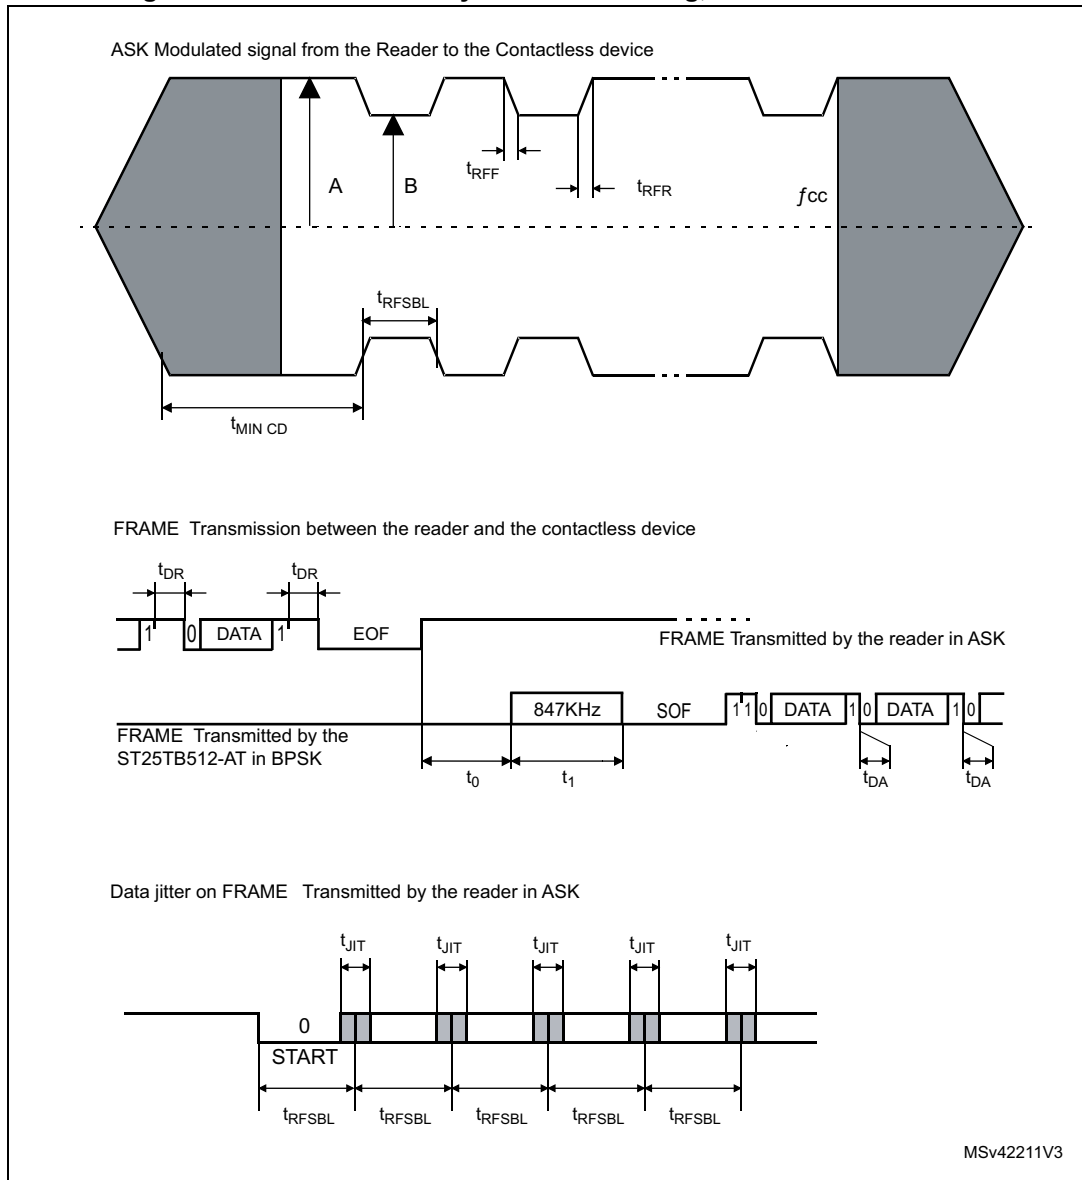 ASK Modulated signal from the Reader to the Contactless device
tRFF
A
B
tRFR
ƒcc
tRFSBL
tMIN CD
FRAME Transmission between the reader and the contactless device
tDR
tDR
1
0
DATA
1
EOF
FRAME Transmitted by the reader in ASK
847KHz
SOF
1
1
0
DATA
1
0
DATA
1
0
FRAME Transmitted by the
ST25TB512-AT in BPSK
t0
t1
tDA
tDA
Data jitter on FRAME Transmitted by the reader in ASK
tJIT
tJIT
tJIT
tJIT
tJIT
0
START
tRFSBL
tRFSBL
tRFSBL
tRFSBL
tRFSBL
MSv42211V3